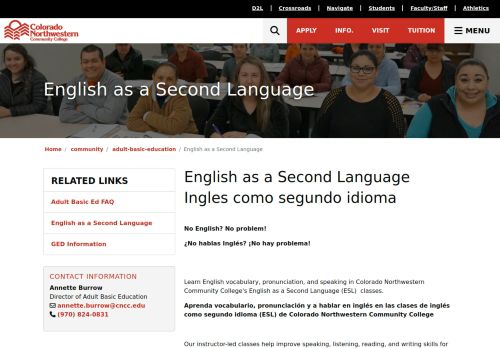 D2L | Crossroads | Navigate | Students | Faculty/Staff | Athletics
Colorado
Northwestern
Community College
APPLY INFO. VISIT TUITION MENU
English as a Second Language
Home / community / adult-basic-education / English as a Second Language
RELATED LINKS
Adult Basic Ed FAQ
English as a Second Language
GED Information
CONTACT INFORMATION
Annette Burrow
Director of Adult Basic Education
annette.burrow@cncc.edu
(970) 824-0831
English as a Second Language
Ingles como segundo idioma
No English? No problem!
¿No hablas Inglés? ¡No hay problema!
Learn English vocabulary, pronunciation, and speaking in Colorado Northwestern
Community College's English as a Second Language (ESL) classes.
Aprenda vocabulario, pronunciación y a hablar en inglés en las clases de inglés
como segundo idioma (ESL) de Colorado Northwestern Community College
Our instructor-led classes help improve speaking, listening, reading, and writing skills for